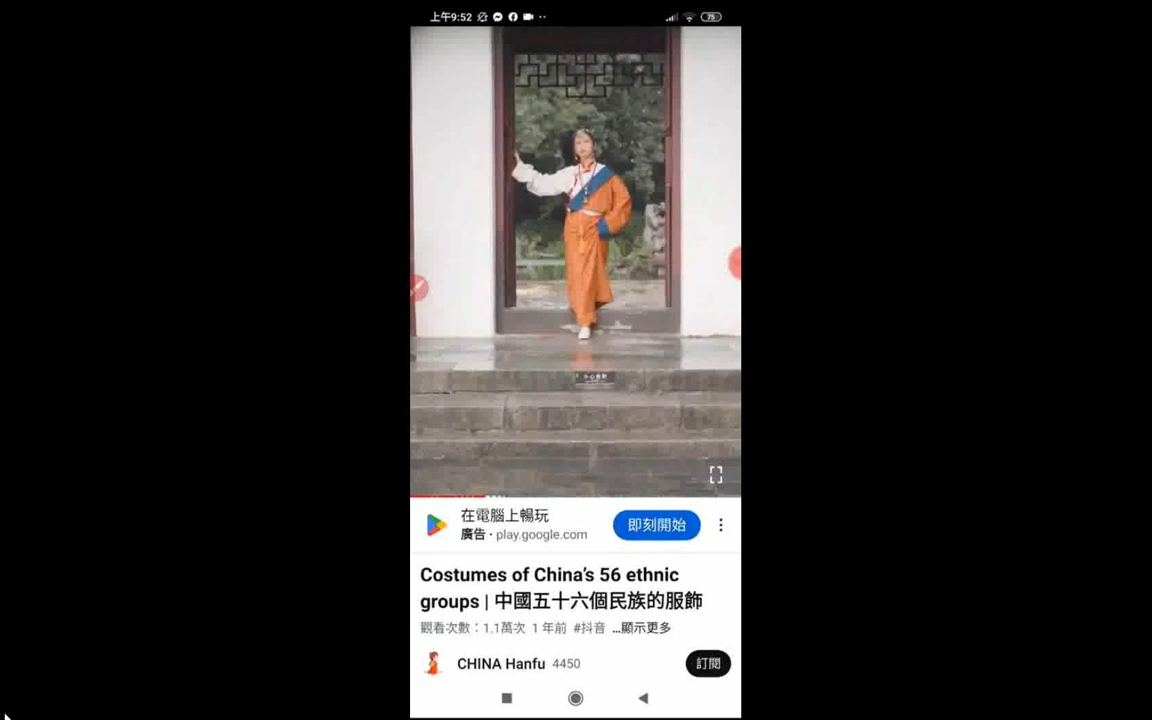 上午9:52
75
在電腦上暢玩
廣告 · play.google.com
即刻開始
Costumes of China's 56 ethnic
groups | 中國五十六個民族的服飾
觀看次數：1.1萬次 1 年前 #抖音 ...顯示更多
CHINA Hanfu 4450
訂閱